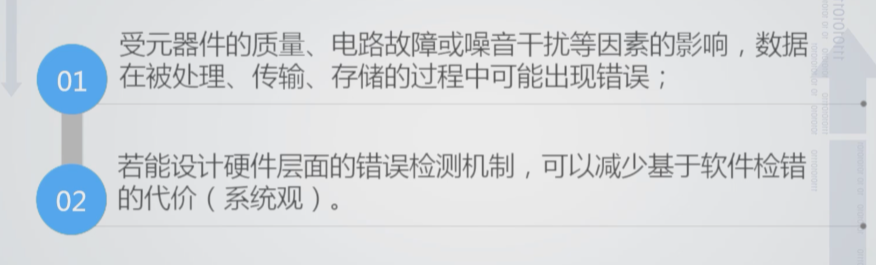 01
受元器件的质量、电路故障或噪音干扰等因素的影响，数据
在被处理、传输、存储的过程中可能出现错误；
02
若能设计硬件层面的错误检测机制，可以减少基于软件检错
的代价（系统观）。